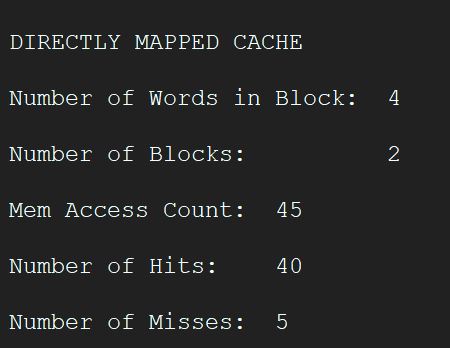 DIRECTLY MAPPED CACHE
Number of Words in Block:  4
Number of Blocks:          2
Mem Access Count:  45
Number of Hits:    40
Number of Misses:  5